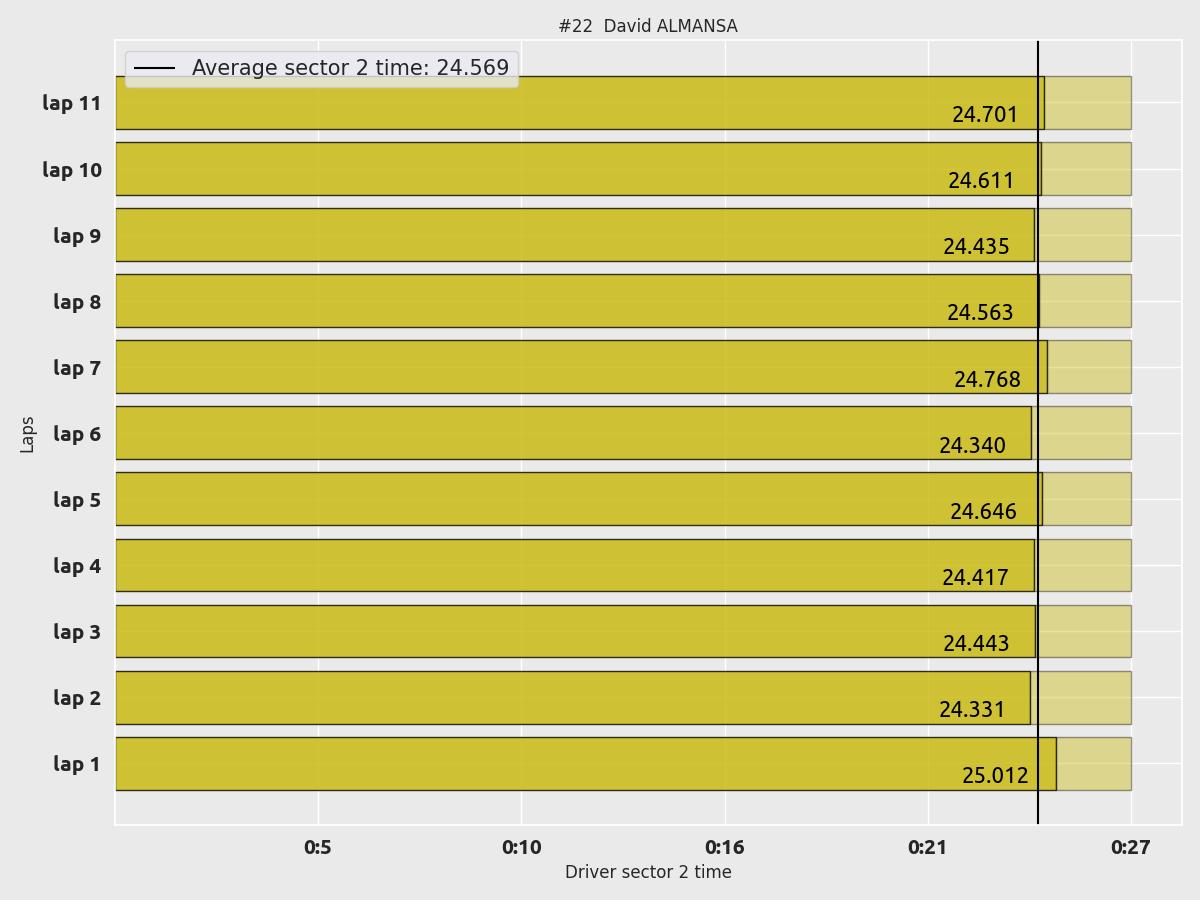 #22  David ALMANSA
Average sector 2 time: 24.569
lap 11
24.701
lap 10
24.611
lap 9
24.435
lap 8
24.563
lap 7
24.768
lap 6
24.340
lap 5
24.646
lap 4
24.417
lap 3
24.443
lap 2
24.331
lap 1
25.012
Laps
0:5 0:10 0:16 0:21 0:27
Driver sector 2 time